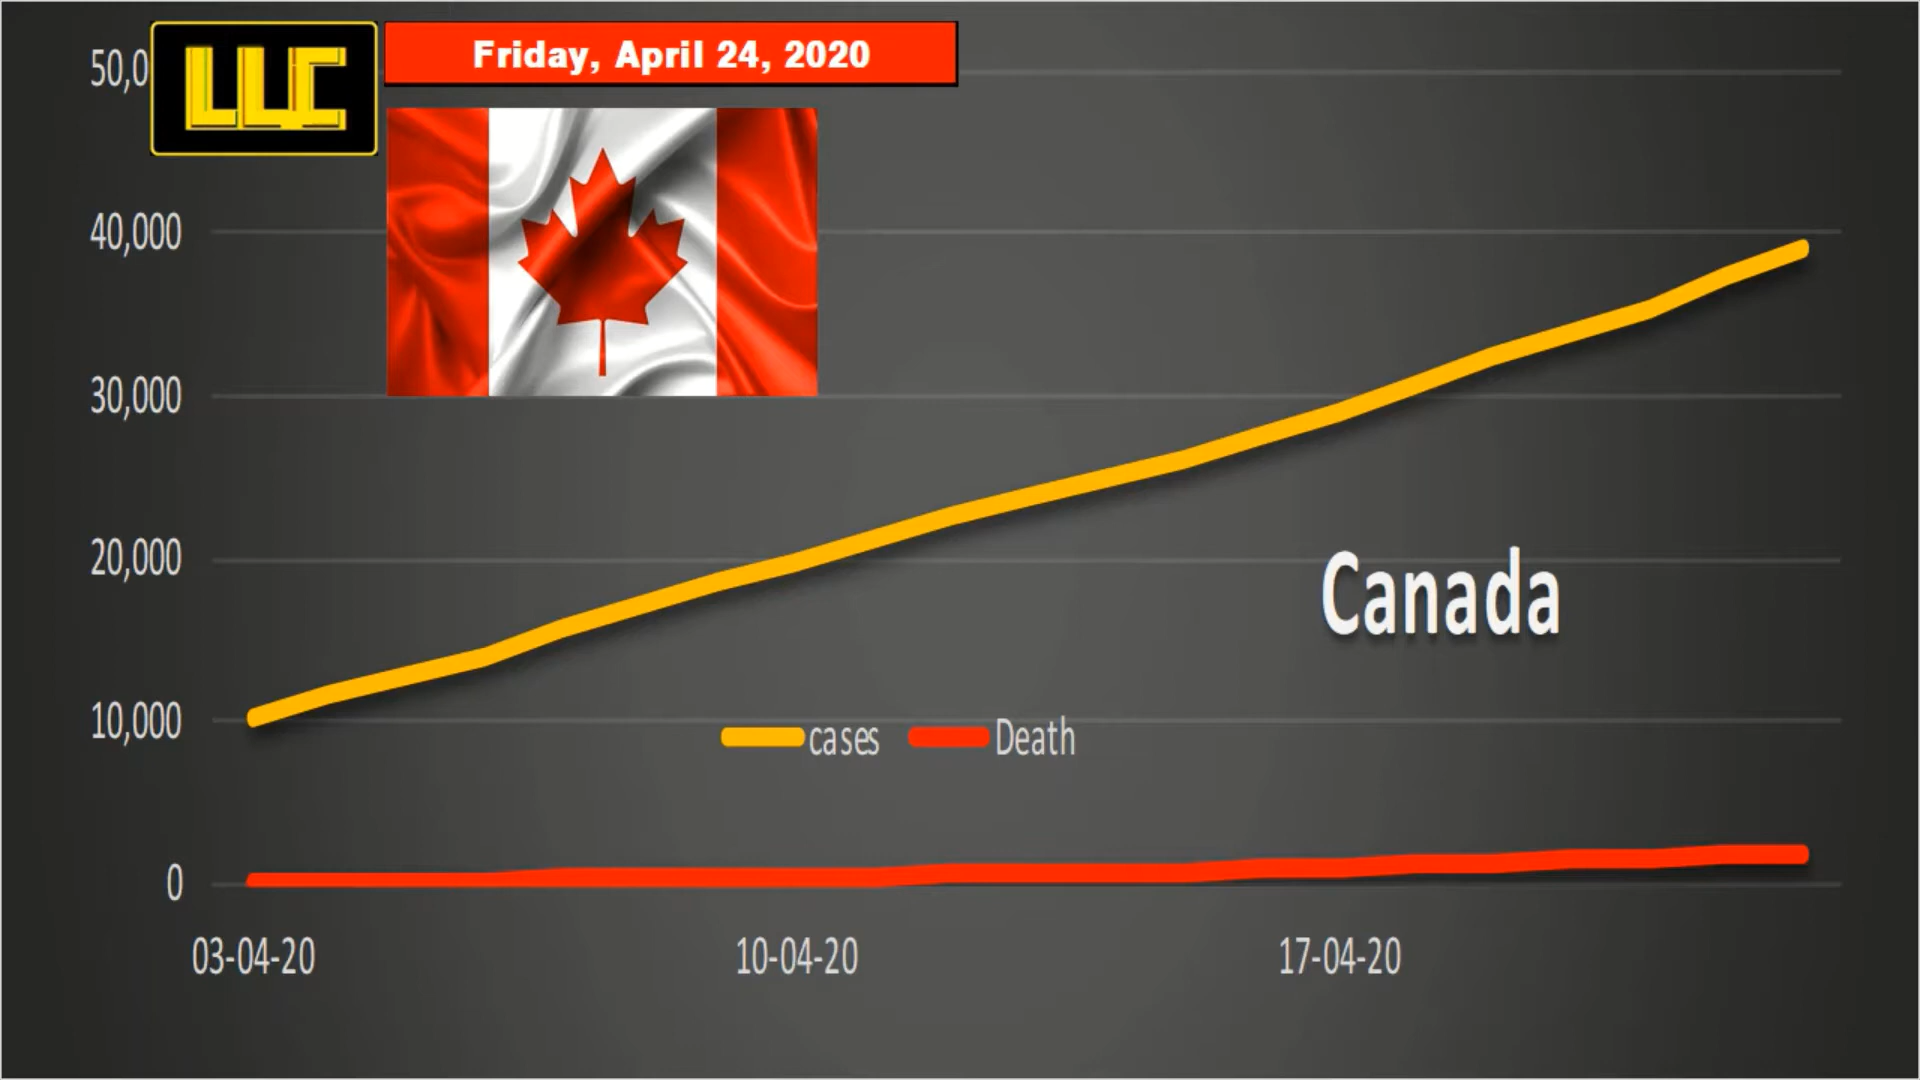 LLC
Friday, April 24, 2020
50,0
40,000
30,000
20,000
10,000
0
Canada
cases
Death
03-04-20
10-04-20
17-04-20